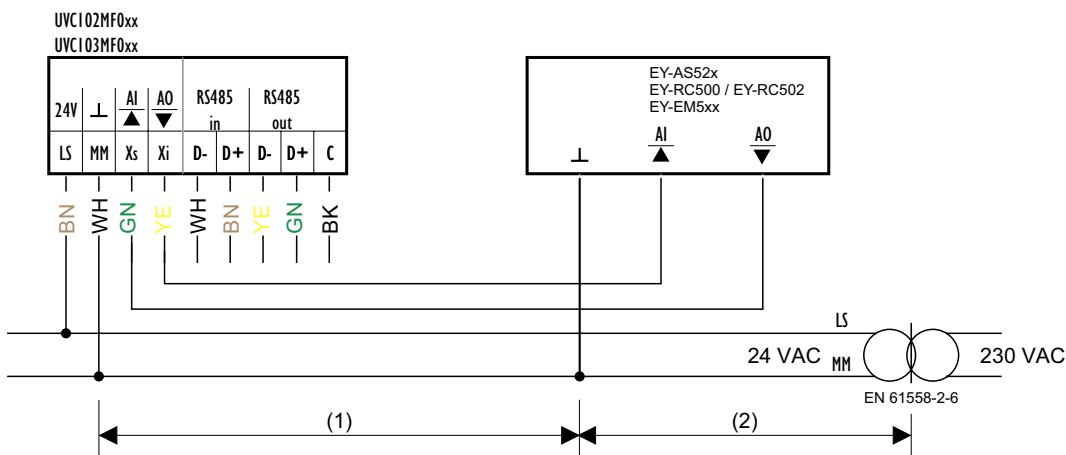 UVC102MF0xx
UVC103MF0xx
24V ⊥ AI AO RS485 in RS485 out
LS MM Xs Xi D- D+ D- D+ C
BN WH GN YE WH BN YE GN BK
EY-AS52x
EY-RC500 / EY-RC502
EY-EM5xx
⊥ AI AO
LS
24 VAC MM 230 VAC
EN 61558-2-6
(1) (2)